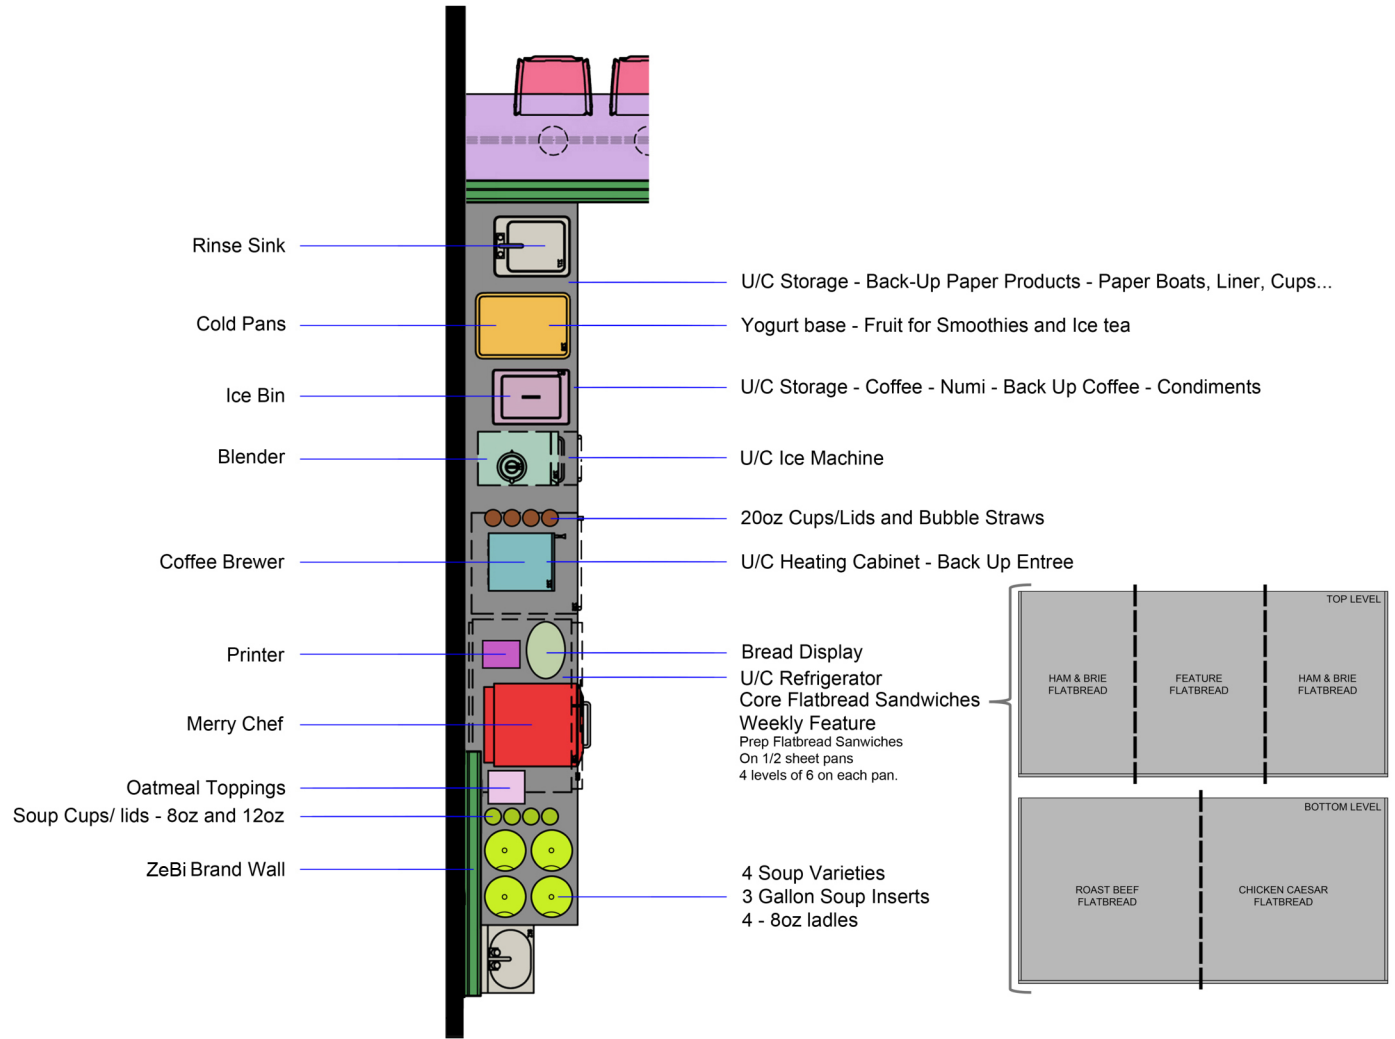 Rinse Sink
Cold Pans
Ice Bin
Blender
Coffee Brewer
Printer
Merry Chef
Oatmeal Toppings
Soup Cups/ lids - 8oz and 12oz
ZeBi Brand Wall
U/C Storage - Back-Up Paper Products - Paper Boats, Liner, Cups...
Yogurt base - Fruit for Smoothies and Ice tea
U/C Storage - Coffee - Numi - Back Up Coffee - Condiments
U/C Ice Machine
20oz Cups/Lids and Bubble Straws
U/C Heating Cabinet - Back Up Entree
Bread Display
U/C Refrigerator
Core Flatbread Sandwiches
Weekly Feature
Prep Flatbread Sanwiches
On 1/2 sheet pans
4 levels of 6 on each pan.
4 Soup Varieties
3 Gallon Soup Inserts
4 - 8oz ladles
TOP LEVEL
HAM & BRIE
FLATBREAD
FEATURE
FLATBREAD
HAM & BRIE
FLATBREAD
BOTTOM LEVEL
ROAST BEEF
FLATBREAD
CHICKEN CAESAR
FLATBREAD